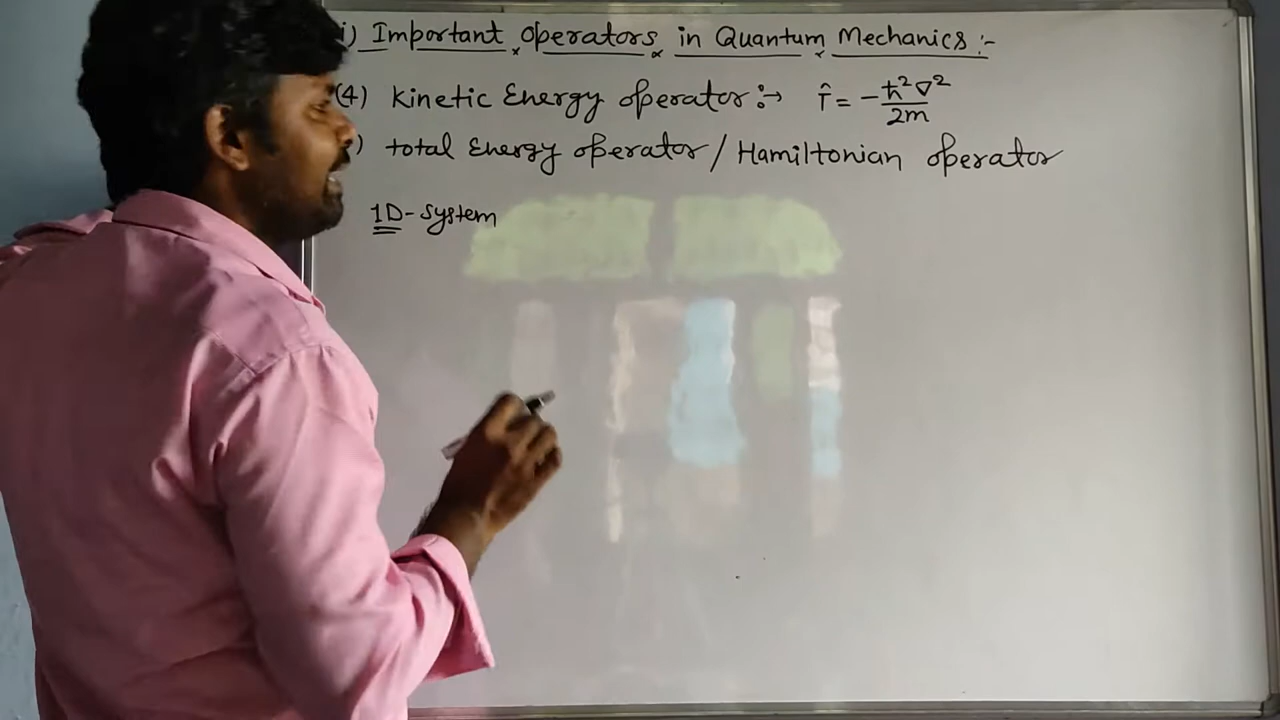 i) Important operators in Quantum Mechanics :-
(4) Kinetic Energy operator :→ T̂ = -ħ²∇²/2m
) total Energy operator / Hamiltonian operator
1D-system